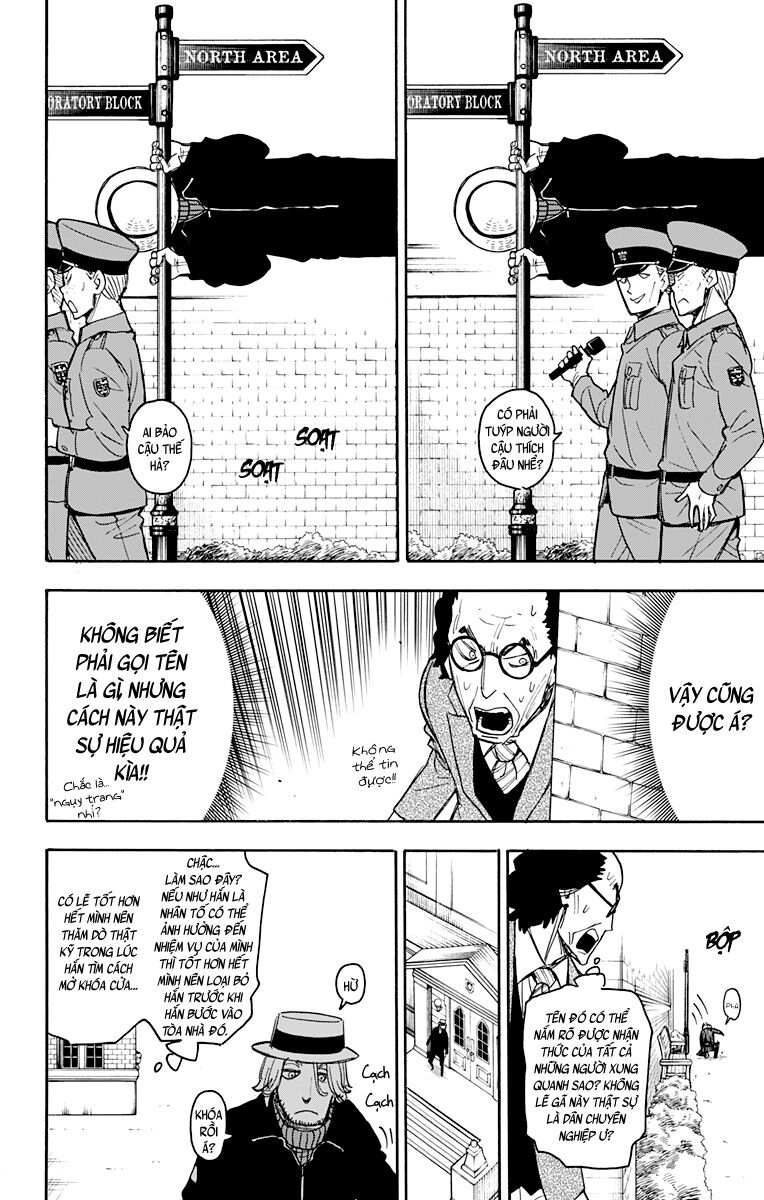 NORTH AREA
ORATORY BLOCK
CÓ PHẢI
TUÝP NGƯỜI
CẬU THÍCH
ĐÂU NHỂ?
NORTH AREA
ORATORY BLOCK
AI BẢO
CẬU THẾ
HẢ?
SOẠT
SOẠT
VẬY CŨNG
ĐƯỢC Á?
Không
thể tin
được!!
KHÔNG BIẾT
PHẢI GỌI TÊN
LÀ GÌ, NHƯNG
CÁCH NÀY THẬT
SỰ HIỆU QUẢ
KÌA!!
Chắc là...
"ngụy trang"
nhỉ?
BỘP
Phù
TÊN ĐÓ CÓ THỂ
NẮM RÕ ĐƯỢC NHẬN
THỨC CỦA TẤT CẢ
NHỮNG NGƯỜI XUNG
QUANH SAO? KHÔNG
LẼ GÃ NÀY THẬT SỰ
LÀ DÂN CHUYÊN
NGHIỆP Ư?
CHẬC...
LÀM SAO ĐÂY?
NẾU NHƯ HẮN LÀ
NHÂN TỐ CÓ THỂ
ẢNH HƯỞNG ĐẾN
NHIỆM VỤ CỦA MÌNH
THÌ TỐT HƠN HẾT
MÌNH NÊN LOẠI BỎ
HẮN TRƯỚC KHI
HẮN BƯỚC VÀO
TÒA NHÀ ĐÓ.
CÓ LẼ TỐT HƠN
HẾT MÌNH NÊN
THĂM DÒ THẬT
KỸ TRONG LÚC
HẮN TÌM CÁCH
MỞ KHÓA CỬA...
HỪ
Cạch
Cạch
KHÓA
RỒI
Á?